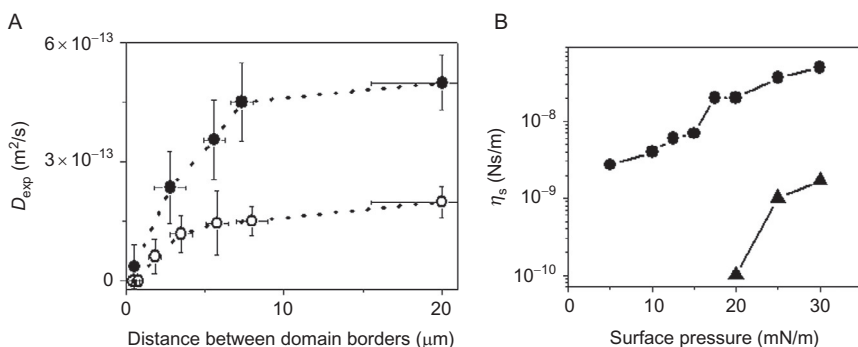 A
6 × 10⁻¹³
3 × 10⁻¹³
0
D_exp (m²/s)
0
10
20
Distance between domain borders (μm)
B
10⁻⁸
10⁻⁹
10⁻¹⁰
η_s (Ns/m)
0
10
20
30
Surface pressure (mN/m)